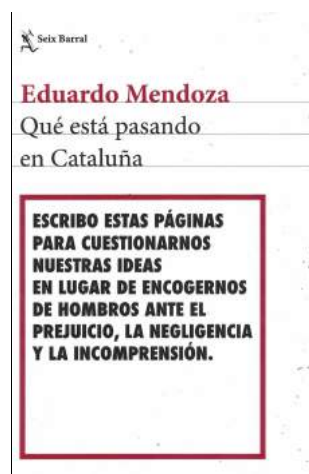 Seix Barral
Eduardo Mendoza
Qué está pasando
en Cataluña
ESCRIBO ESTAS PÁGINAS
PARA CUESTIONARNOS
NUESTRAS IDEAS
EN LUGAR DE ENCOGERNOS
DE HOMBROS ANTE EL
PREJUICIO, LA NEGLIGENCIA
Y LA INCOMPRENSIÓN.